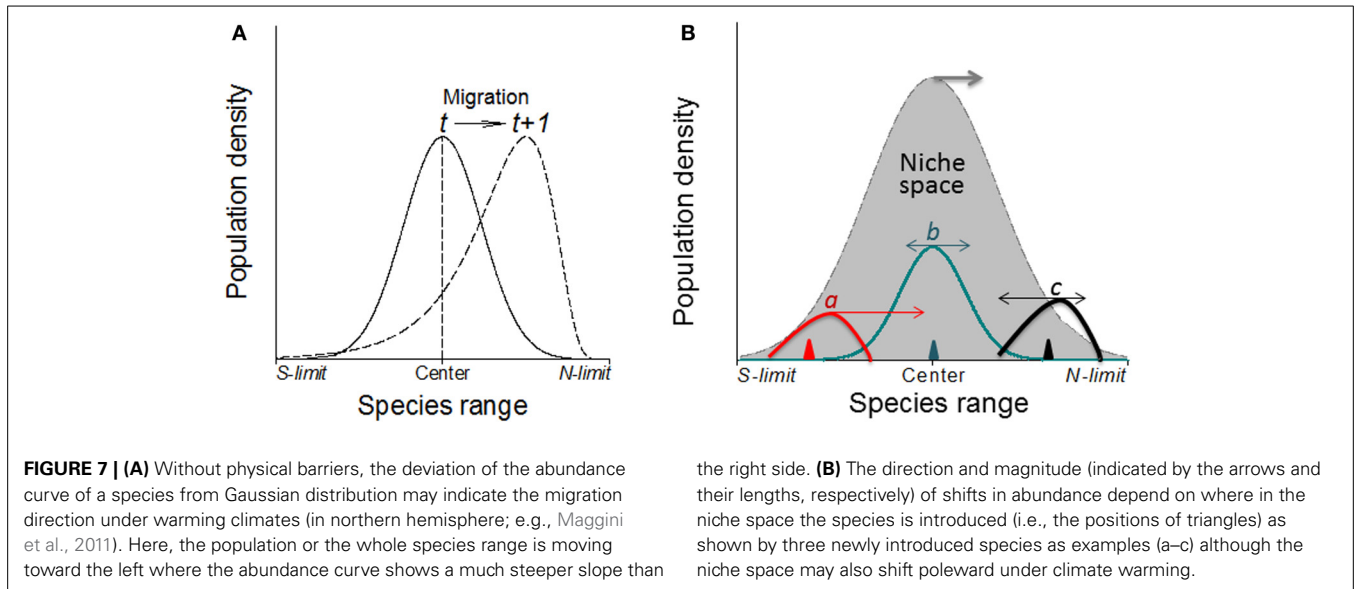 A
Population density
Migration
t t+1
S-limit Center N-limit
Species range
B
Population density
Niche
space
a
b
c
S-limit Center N-limit
Species range
FIGURE 7 | (A) Without physical barriers, the deviation of the abundance
curve of a species from Gaussian distribution may indicate the migration
direction under warming climates (in northern hemisphere; e.g., Maggini
et al., 2011). Here, the population or the whole species range is moving
toward the left where the abundance curve shows a much steeper slope than
the right side. (B) The direction and magnitude (indicated by the arrows and
their lengths, respectively) of shifts in abundance depend on where in the
niche space the species is introduced (i.e., the positions of triangles) as
shown by three newly introduced species as examples (a–c) although the
niche space may also shift poleward under climate warming.